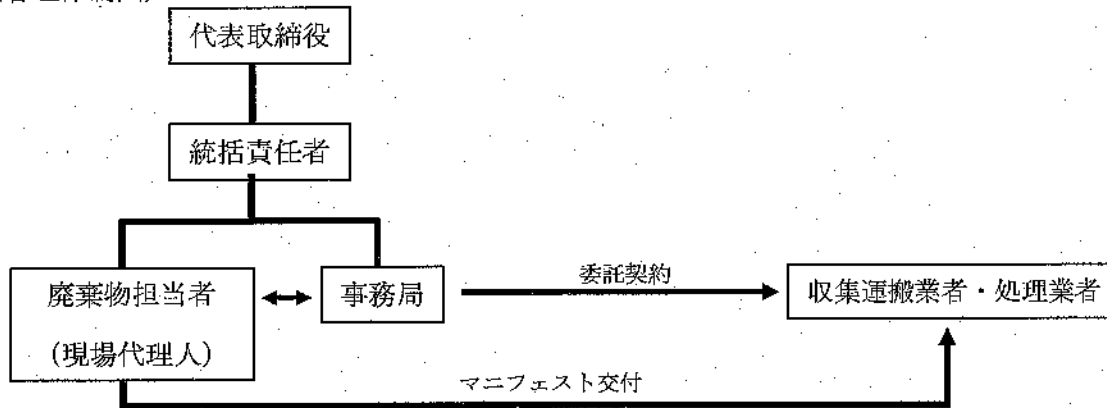 代表取締役
統括責任者
廃棄物担当者
(現場代理人)
事務局
委託契約
収集運搬業者・処理業者
マニフェスト交付